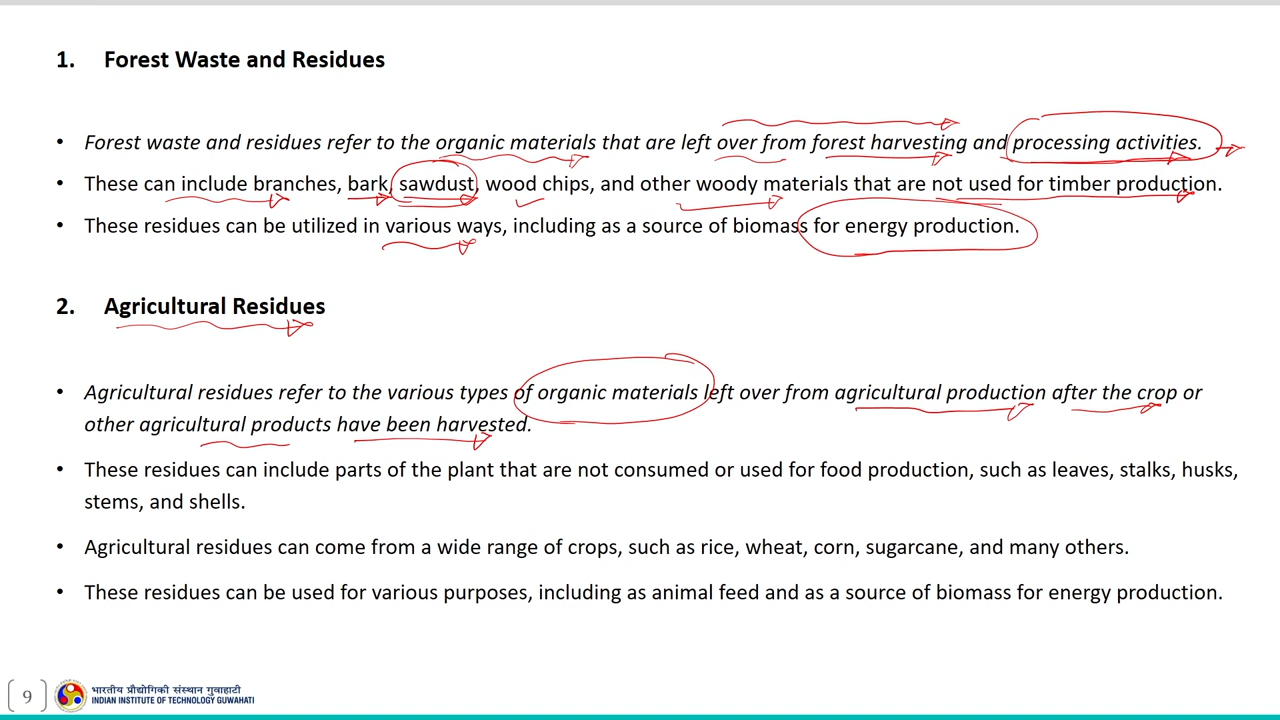 1. Forest Waste and Residues
• Forest waste and residues refer to the organic materials that are left over from forest harvesting and processing activities.
• These can include branches, bark, sawdust, wood chips, and other woody materials that are not used for timber production.
• These residues can be utilized in various ways, including as a source of biomass for energy production.
2. Agricultural Residues
• Agricultural residues refer to the various types of organic materials left over from agricultural production after the crop or
other agricultural products have been harvested.
• These residues can include parts of the plant that are not consumed or used for food production, such as leaves, stalks, husks,
stems, and shells.
• Agricultural residues can come from a wide range of crops, such as rice, wheat, corn, sugarcane, and many others.
• These residues can be used for various purposes, including as animal feed and as a source of biomass for energy production.
9
भारतीय प्रौद्योगिकी संस्थान गुवाहाटी
INDIAN INSTITUTE OF TECHNOLOGY GUWAHATI